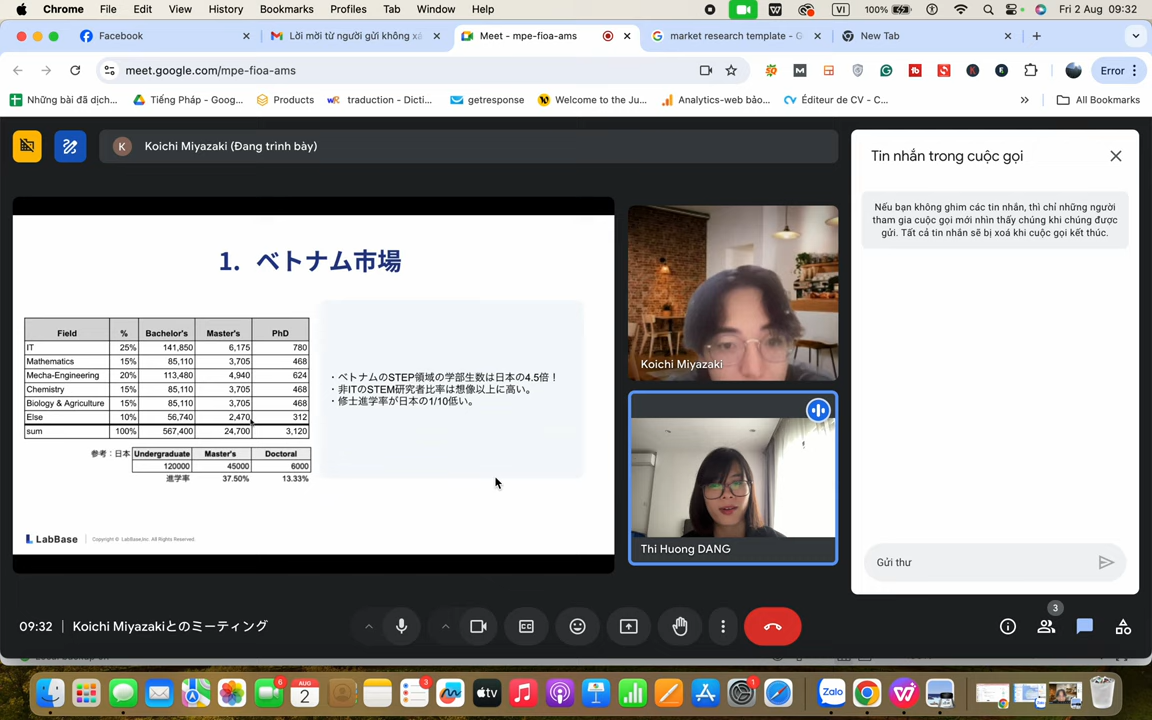 Chrome File Edit View History Bookmarks Profiles Tab Window Help VI 100% Fri 2 Aug 09:32
Facebook
Lời mời từ người gửi không xá
Meet - mpe-fioa-ams
market research template - G
New Tab
meet.google.com/mpe-fioa-ams
Error
Những bài đã dịch...
Tiếng Pháp - Goog...
Products
traduction - Dicti...
getresponse
Welcome to the Ju...
Analytics-web bảo...
Éditeur de CV - C...
All Bookmarks
K Koichi Miyazaki (Đang trình bày)
1. ベトナム市場
Field % Bachelor's Master's PhD
IT 25% 141,850 6,175 780
Mathematics 15% 85,110 3,705 468
Mecha-Engineering 20% 113,480 4,940 624
Chemistry 15% 85,110 3,705 468
Biology & Agriculture 15% 85,110 3,705 468
Else 10% 56,740 2,470 312
sum 100% 567,400 24,700 3,120
参考：日本 Undergraduate Master's Doctoral
120000 45000 6000
進学率 37.50% 13.33%
・ベトナムのSTEP領域の学部生数は日本の4.5倍！
・非ITのSTEM研究者比率は想像以上に高い。
・修士進学率が日本の1/10低い。
LabBase Copyright © LabBase,Inc. All Rights Reserved.
Koichi Miyazaki
Thi Huong DANG
Tin nhắn trong cuộc gọi
Nếu bạn không ghim các tin nhắn, thì chỉ những người
tham gia cuộc gọi mới nhìn thấy chúng khi chúng được
gửi. Tất cả tin nhắn sẽ bị xoá khi cuộc gọi kết thúc.
Gửi thư
09:32 | Koichi Miyazakiとのミーティング
3
6
AUG
2
3
tv
1
Zalo